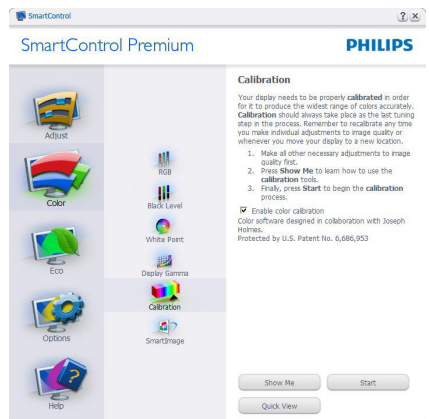 SmartControl
SmartControl Premium
PHILIPS
Adjust
Color
Eco
Options
Help
RGB
Black Level
White Point
Display Gamma
Calibration
SmartImage
Calibration
Your display needs to be properly calibrated in order
for it to produce the widest range of colors accurately.
Calibration should always take place as the last tuning
step in the process. Remember to recalibrate any time
you make individual adjustments to image quality or
whenever you move your display to a new location.
1. Make all other necessary adjustments to image
quality first.
2. Press Show Me to learn how to use the
calibration tools.
3. Finally, press Start to begin the calibration
process.
Enable color calibration
Color software designed in collaboration with Joseph
Holmes.
Protected by U.S. Patent No. 6,686,953
Show Me
Start
Quick View